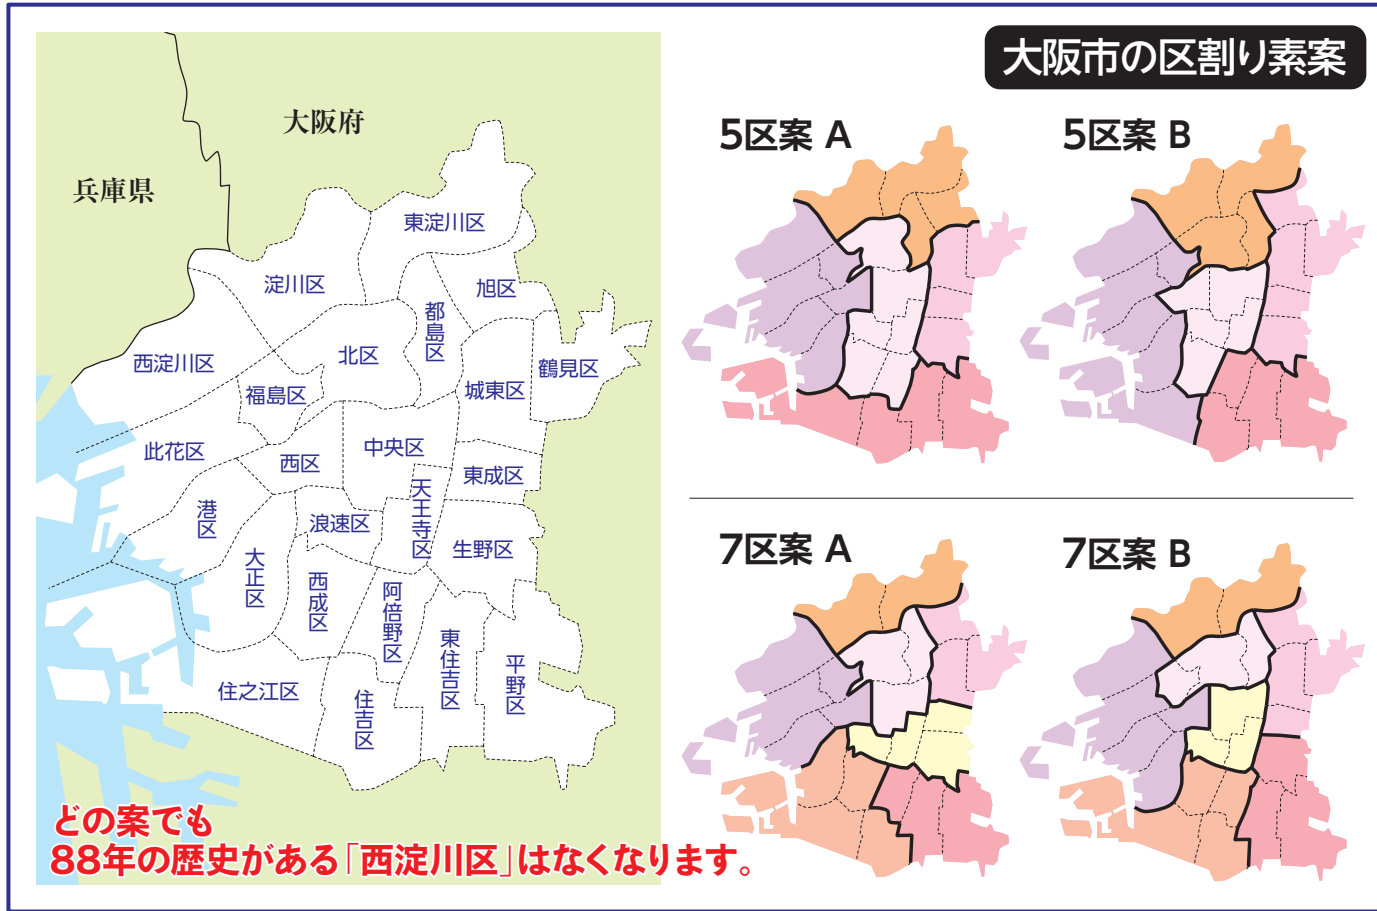 大阪市の区割り素案
大阪府
兵庫県
東淀川区
淀川区
旭区
都島区
北区
西淀川区
鶴見区
福島区
城東区
此花区
中央区
西区
東成区
天王寺区
港区
浪速区
生野区
大正区
西成区
阿倍野区
東住吉区
平野区
住之江区
住吉区
どの案でも
88年の歴史がある「西淀川区」はなくなります。
5区案 A
5区案 B
7区案 A
7区案 B